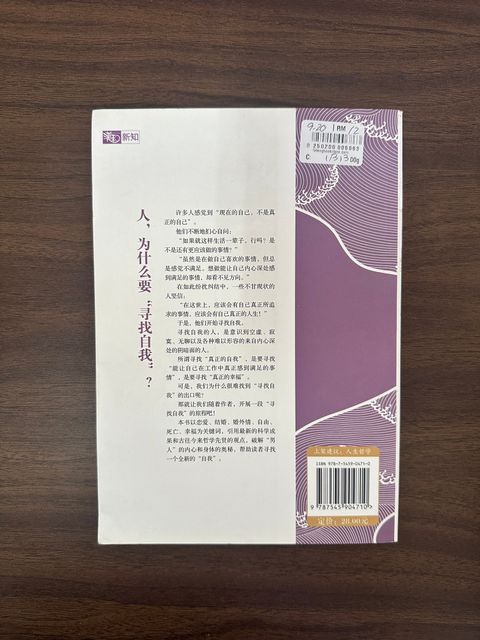 新知
人，为什么要“寻找自我”？
许多人感觉到“现在的自己，不是真
正的自己”。
他们不断地扪心自问：
“如果就这样生活一辈子，行吗？是
不是还有更应该做的事情？”
“虽然是在做自己喜欢的事情，但总
是感觉不满足。想做能让自己内心深处感
到满足的事情，却看不见方向。”
在如此纷扰纠结中，一些不甘现状的
人坚信：
“在这世上，应该会有自己真正所追
求的事情。应该会有自己真正的人生！”
于是，他们开始寻找自我。
寻找自我的人，是意识到空虚、寂
寞、无聊以及各种难以形容的来自内心深
处的阴暗面的人。
所谓寻找“真正的自我”，是要寻找
“能让自己在工作中真正感到满足的事
情”，是要寻找“真正的幸福”。
可是，我们为什么很难找到“寻找自
我”的出口呢？
那就让我们随着作者，开展一段“寻
找自我”的旅程吧！
本书以恋爱、结婚、婚外情、自由、
死亡、幸福为关键词，引用最新的科学成
果和古往今来哲学先贤的观点，破解“男
人”的内心和身体的奥秘，帮助读者寻找
一个全新的“自我”。
9.20
RM 12
8 250200 006663
C:
00g
上架建议：人生哲学
ISBN 978-7-5459-0471-0
9 787545 904710 >
定价：28.00元